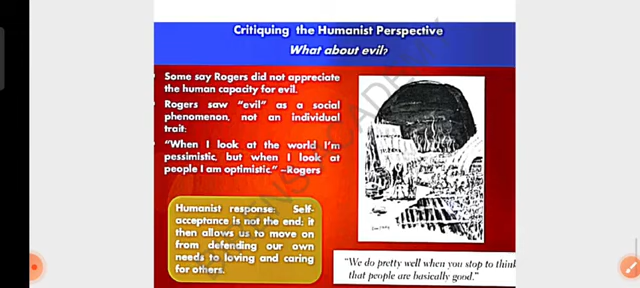 Critiquing the Humanist Perspective
What about evil?
Some say Rogers did not appreciate
the human capacity for evil.
Rogers saw "evil" as a social
phenomenon, not an individual
trait:
"When I look at the world I'm
pessimistic, but when I look at
people I am optimistic." ~Rogers
Humanist response: Self-
acceptance is not the end; it
then allows us to move on
from defending our own
needs to loving and caring
for others.
"We do pretty well when you stop to think
that people are basically good."